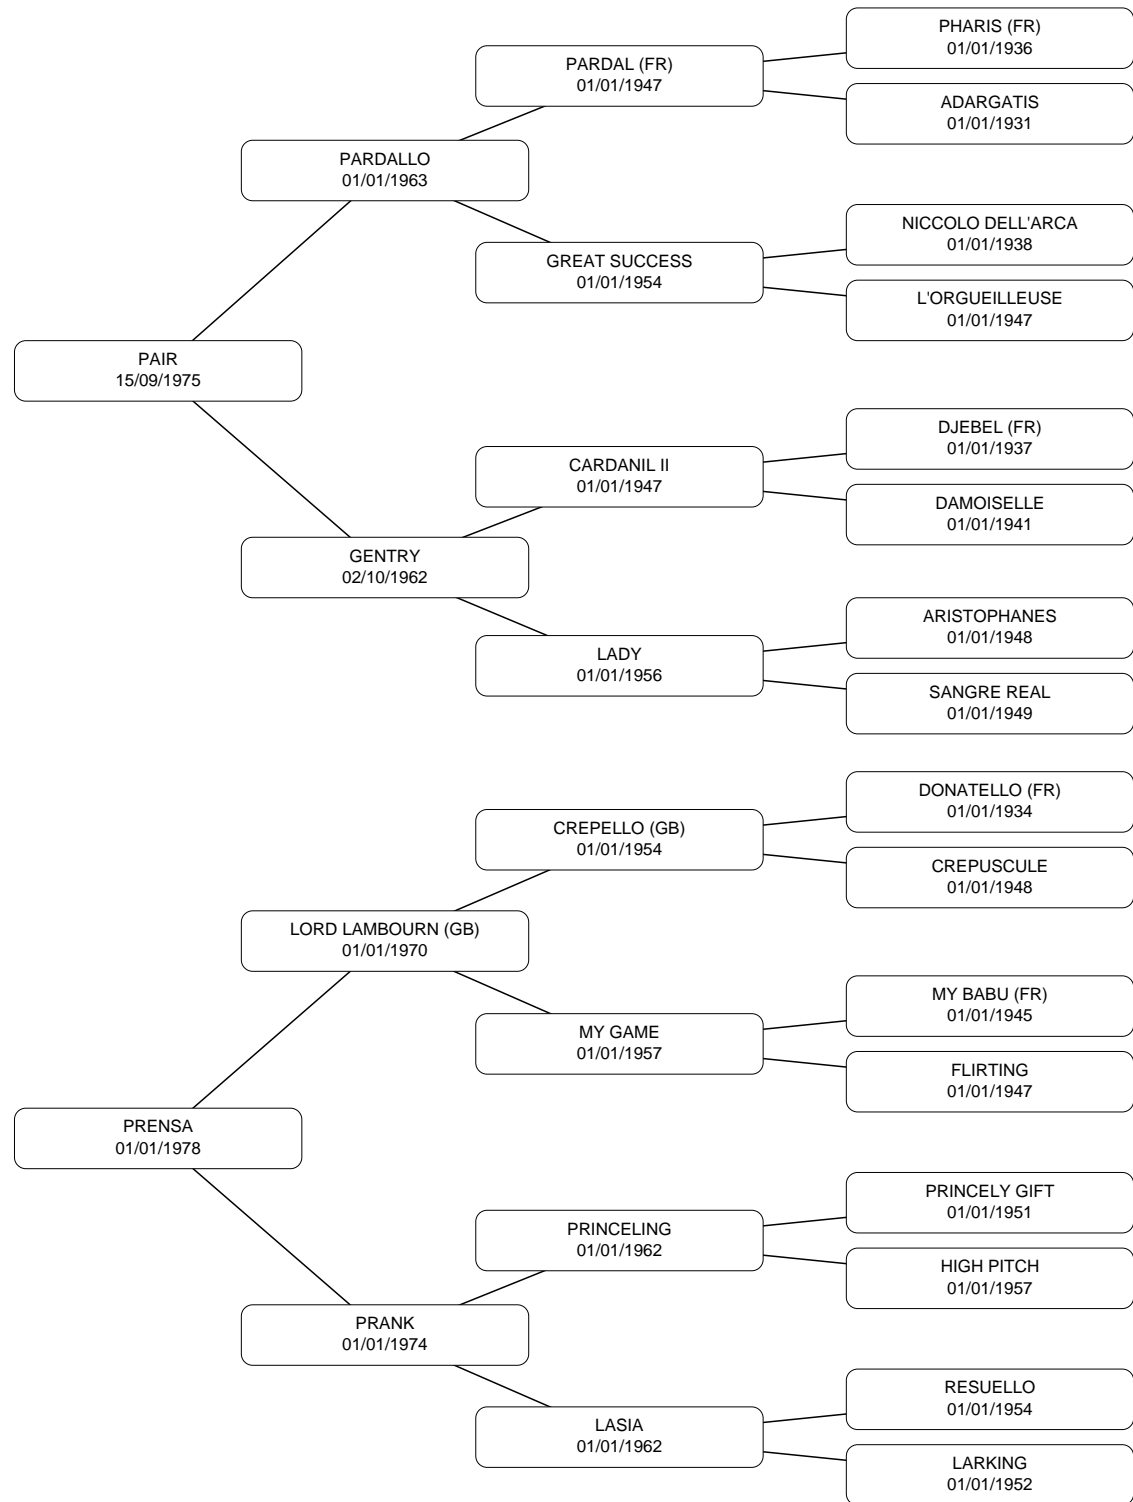 PHARIS (FR)
01/01/1936
PARDAL (FR)
01/01/1947
ADARGATIS
01/01/1931
PARDALLO
01/01/1963
NICCOLO DELL'ARCA
01/01/1938
GREAT SUCCESS
01/01/1954
L'ORGUEILLEUSE
01/01/1947
PAIR
15/09/1975
DJEBEL (FR)
01/01/1937
CARDANIL II
01/01/1947
DAMOISELLE
01/01/1941
GENTRY
02/10/1962
ARISTOPHANES
01/01/1948
LADY
01/01/1956
SANGRE REAL
01/01/1949
DONATELLO (FR)
01/01/1934
CREPELLO (GB)
01/01/1954
CREPUSCULE
01/01/1948
LORD LAMBOURN (GB)
01/01/1970
MY BABU (FR)
01/01/1945
MY GAME
01/01/1957
FLIRTING
01/01/1947
PRENSA
01/01/1978
PRINCELY GIFT
01/01/1951
PRINCELING
01/01/1962
HIGH PITCH
01/01/1957
PRANK
01/01/1974
RESUELLO
01/01/1954
LASIA
01/01/1962
LARKING
01/01/1952